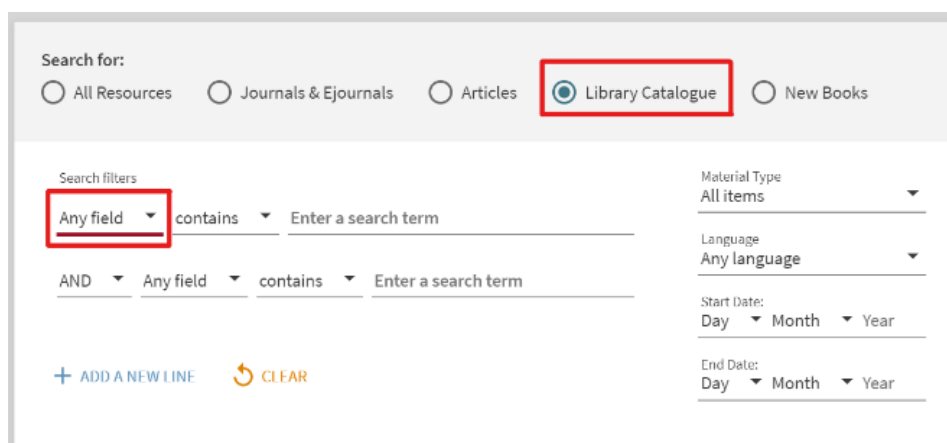 Search for:
All Resources Journals & Ejournals Articles Library Catalogue New Books
Search filters
Any field contains Enter a search term
AND Any field contains Enter a search term
+ ADD A NEW LINE CLEAR
Material Type
All items
Language
Any language
Start Date:
Day Month Year
End Date:
Day Month Year